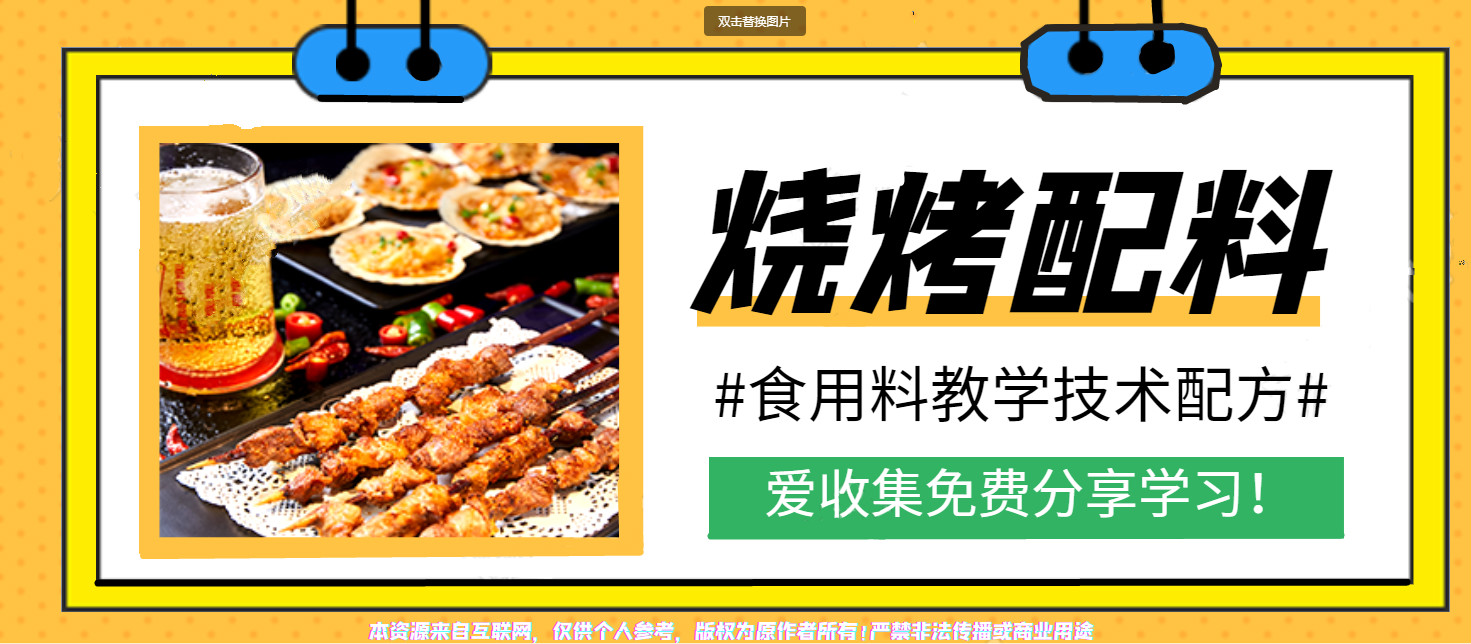 双击替换图片
烧烤配料
#食用料教学技术配方#
爱收集免费分享学习！
本资源来自互联网，仅供个人参考，版权为原作者所有！严禁非法传播或商业用途